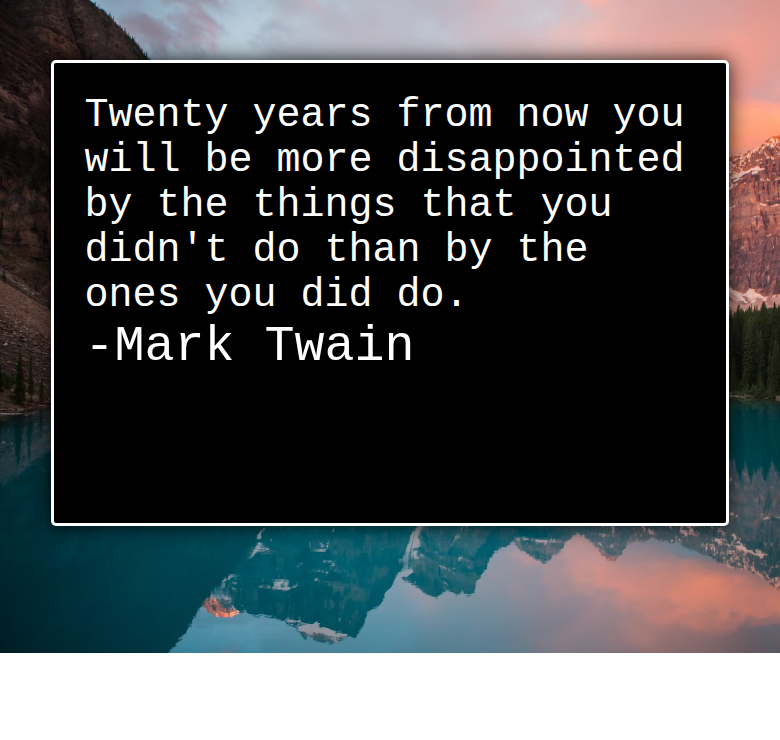 Twenty years from now you
will be more disappointed
by the things that you
didn't do than by the
ones you did do.
-Mark Twain